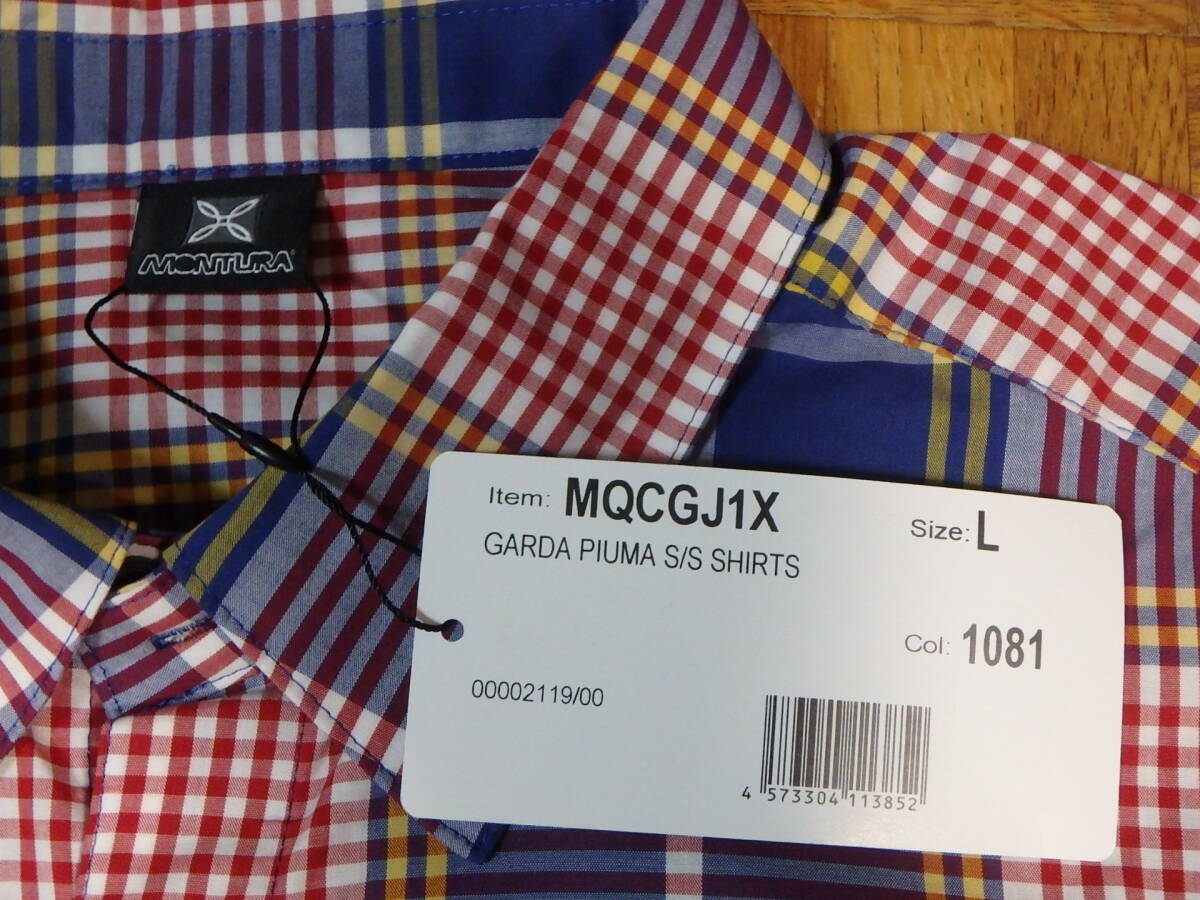 MONTURA®
Item: MQCGJ1X
Size: L
GARDA PIUMA S/S SHIRTS
Col: 1081
00002119/00
4 573304 113852